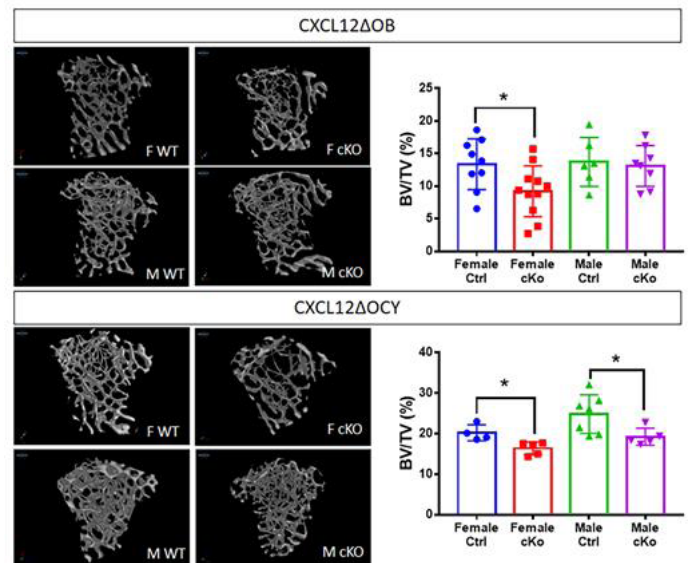 CXCL12ΔOB
F WT
F cKO
M WT
M cKO
BV/TV (%)
25
20
15
10
5
0
*
Female
Ctrl
Female
cKo
Male
Ctrl
Male
cKo
CXCL12ΔOCY
F WT
F cKO
M WT
M cKO
BV/TV (%)
40
30
20
10
0
*
*
Female
Ctrl
Female
cKo
Male
Ctrl
Male
cKo